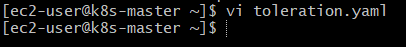 [ec2-user@k8s-master ~]$ vi toleration.yaml
[ec2-user@k8s-master ~]$